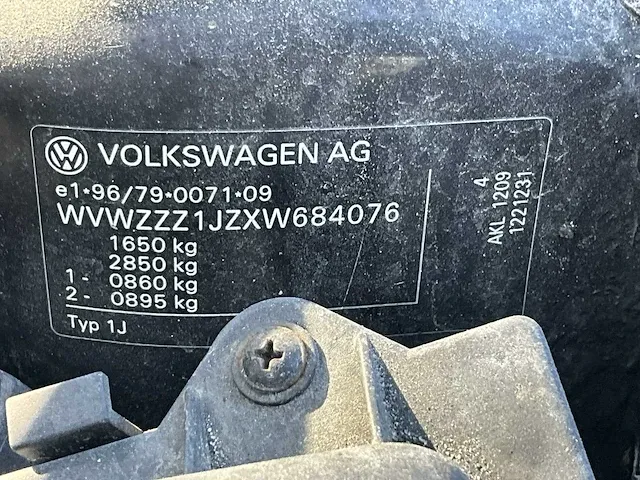 VW VOLKSWAGEN AG
e1*96/79*0071*09
WVWZZZ1JZXW684076
1650 kg
2850 kg
1- 0860 kg
2- 0895 kg
Typ 1J
4
AKL 1209
1221231